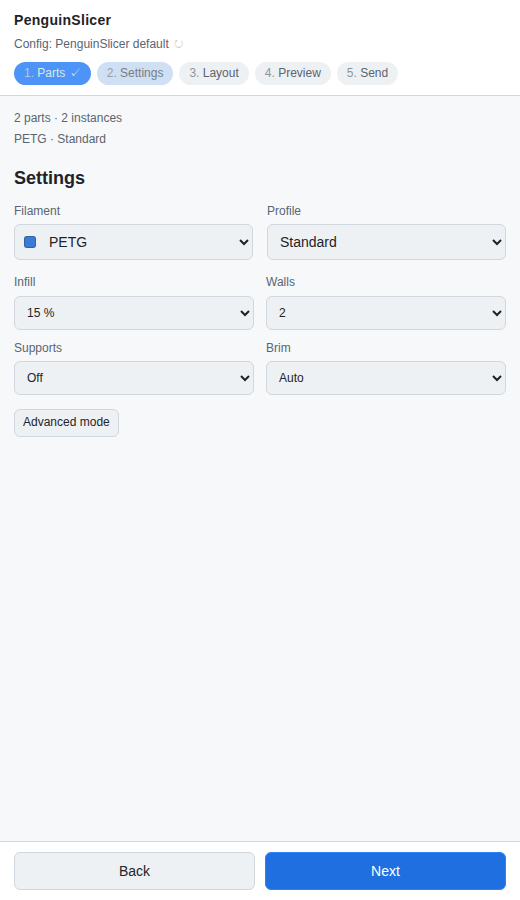 PenguinSlicer
Config: PenguinSlicer default
1. Parts ✓ 2. Settings 3. Layout 4. Preview 5. Send
2 parts · 2 instances
PETG · Standard
Settings
Filament Profile
PETG Standard
Infill Walls
15 % 2
Supports Brim
Off Auto
Advanced mode
Back Next